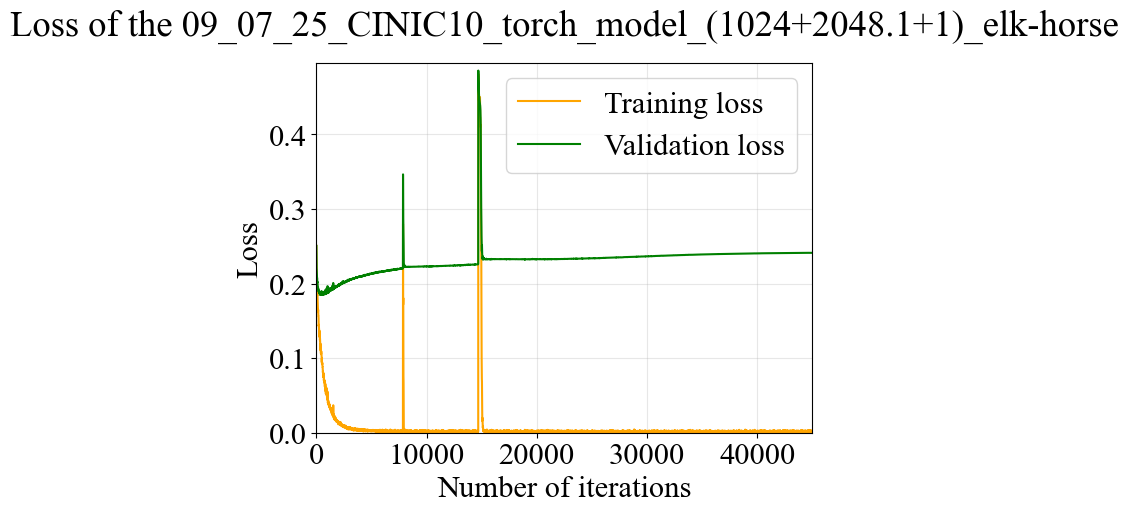 Loss of the 09_07_25_CINIC10_torch_model_(1024+2048.1+1)_elk-horse
Training loss
Validation loss
Loss
0.4
0.3
0.2
0.1
0.0
0
10000
20000
30000
40000
Number of iterations